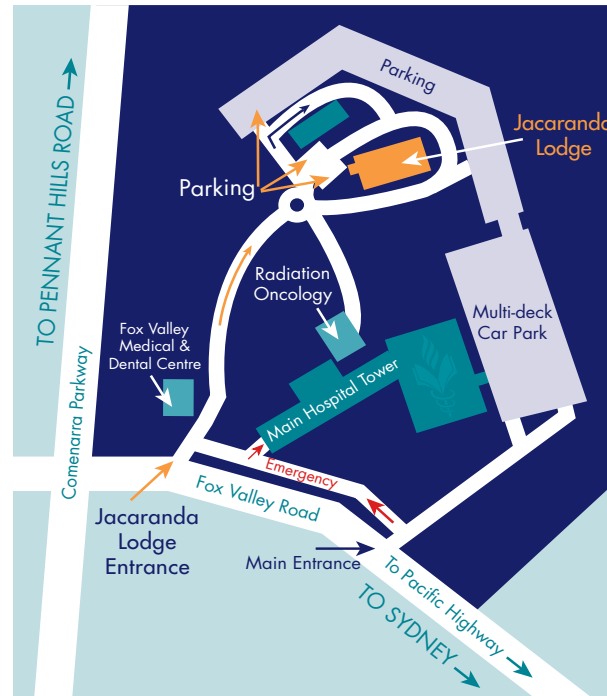 Parking
Jacaranda
Lodge
Parking
TO PENNANT HILLS ROAD
Radiation
Oncology
Multi-deck
Car Park
Fox Valley
Medical &
Dental Centre
Main Hospital Tower
Comenarra Parkway
Emergency
Fox Valley Road
Jacaranda
Lodge
Entrance
Main Entrance
To Pacific Highway
TO SYDNEY